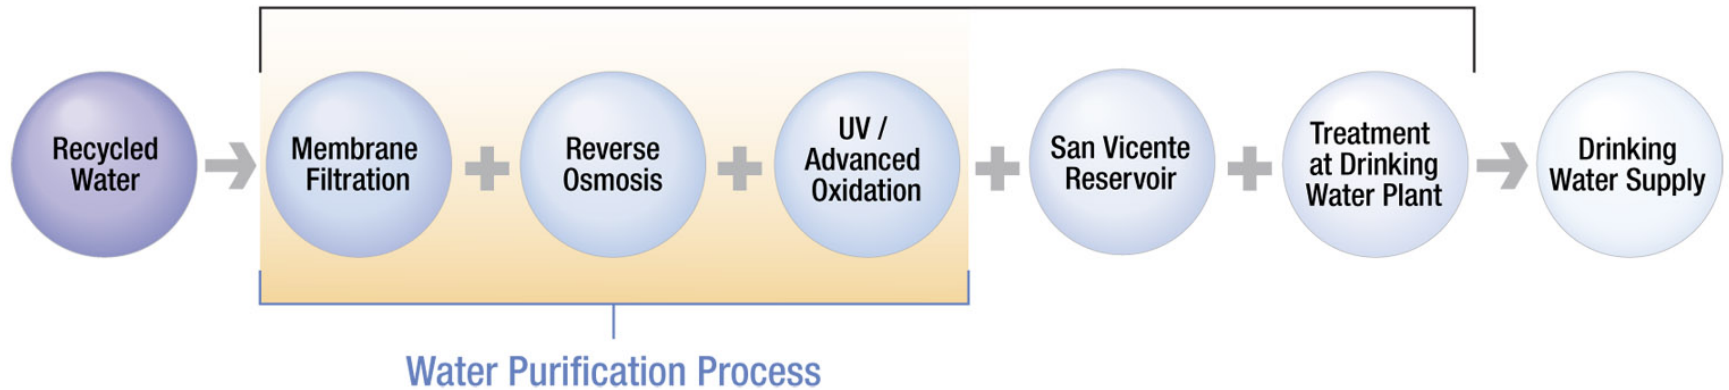 Recycled
Water
Membrane
Filtration
Reverse
Osmosis
UV /
Advanced
Oxidation
San Vicente
Reservoir
Treatment
at Drinking
Water Plant
Drinking
Water Supply
Water Purification Process